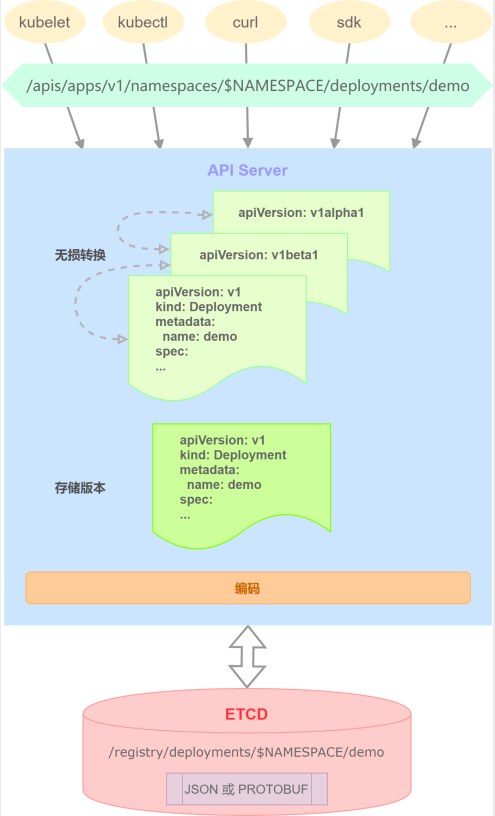 kubelet
kubectl
curl
sdk
...
/apis/apps/v1/namespaces/$NAMESPACE/deployments/demo
API Server
apiVersion: v1alpha1
无损转换
apiVersion: v1beta1
apiVersion: v1
kind: Deployment
metadata:
name: demo
spec:
...
apiVersion: v1
kind: Deployment
metadata:
name: demo
spec:
...
存储版本
编码
ETCD
/registry/deployments/$NAMESPACE/demo
JSON 或 PROTOBUF